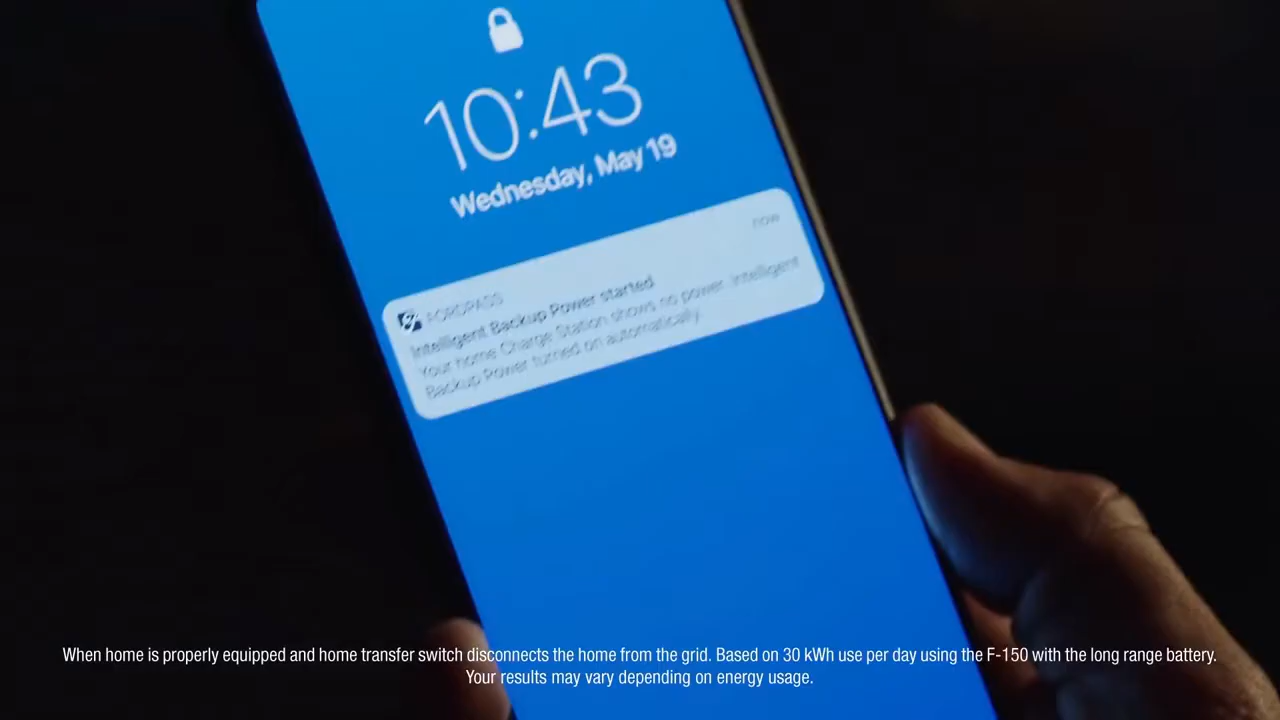 10:43
Wednesday, May 19
FORDPASS
now
Intelligent Backup Power started
Your home Charge Station shows no power. Intelligent
Backup Power turned on automatically.
When home is properly equipped and home transfer switch disconnects the home from the grid. Based on 30 kWh use per day using the F-150 with the long range battery.
Your results may vary depending on energy usage.